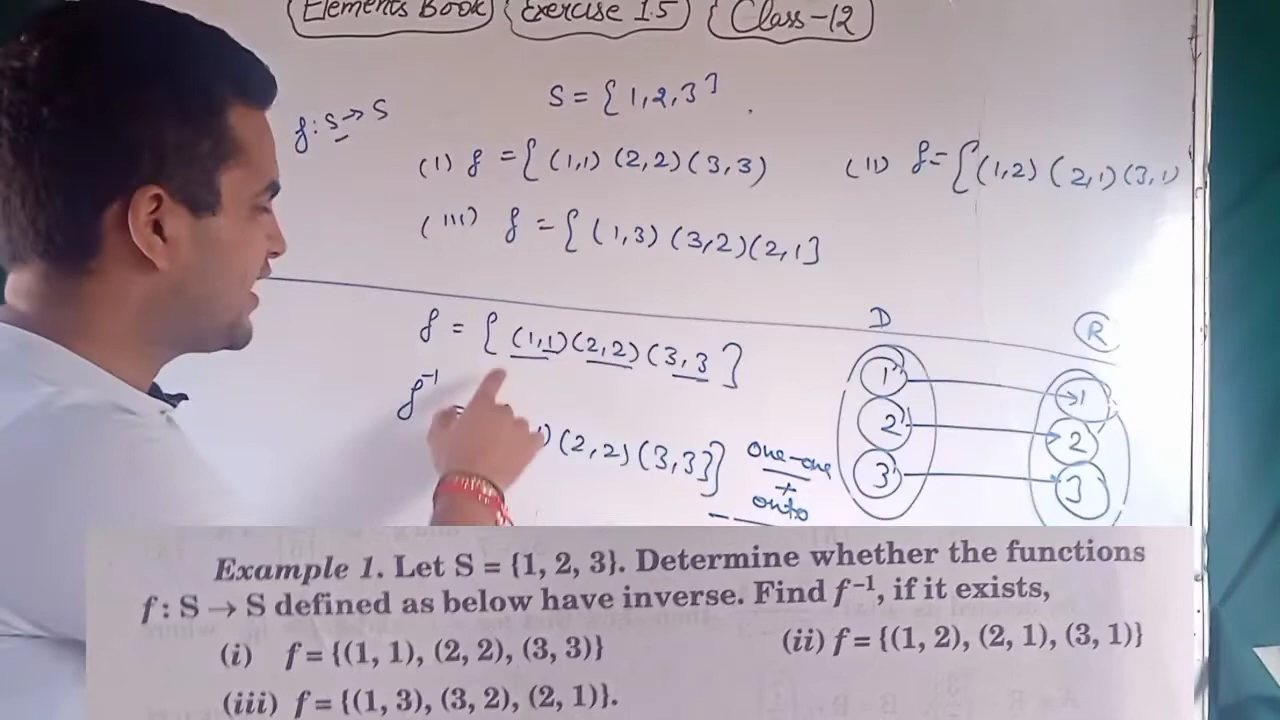 Elements Book Exercise 1.5 Class-12
S = {1,2,3}
f: S → S
(i) f = { (1,1) (2,2) (3,3) (ii) f = { (1,2) (2,1) (3,1)
(iii) f = { (1,3) (3,2) (2,1}
f = { (1,1) (2,2) (3,3 }
f⁻¹ (2,2) (3,3 }
one-one
+
onto
D R
1 1
2 2
3 3
Example 1. Let S = {1, 2, 3}. Determine whether the functions
f : S → S defined as below have inverse. Find f⁻¹, if it exists,
(i) f = {(1, 1), (2, 2), (3, 3)} (ii) f = {(1, 2), (2, 1), (3, 1)}
(iii) f = {(1, 3), (3, 2), (2, 1)}.